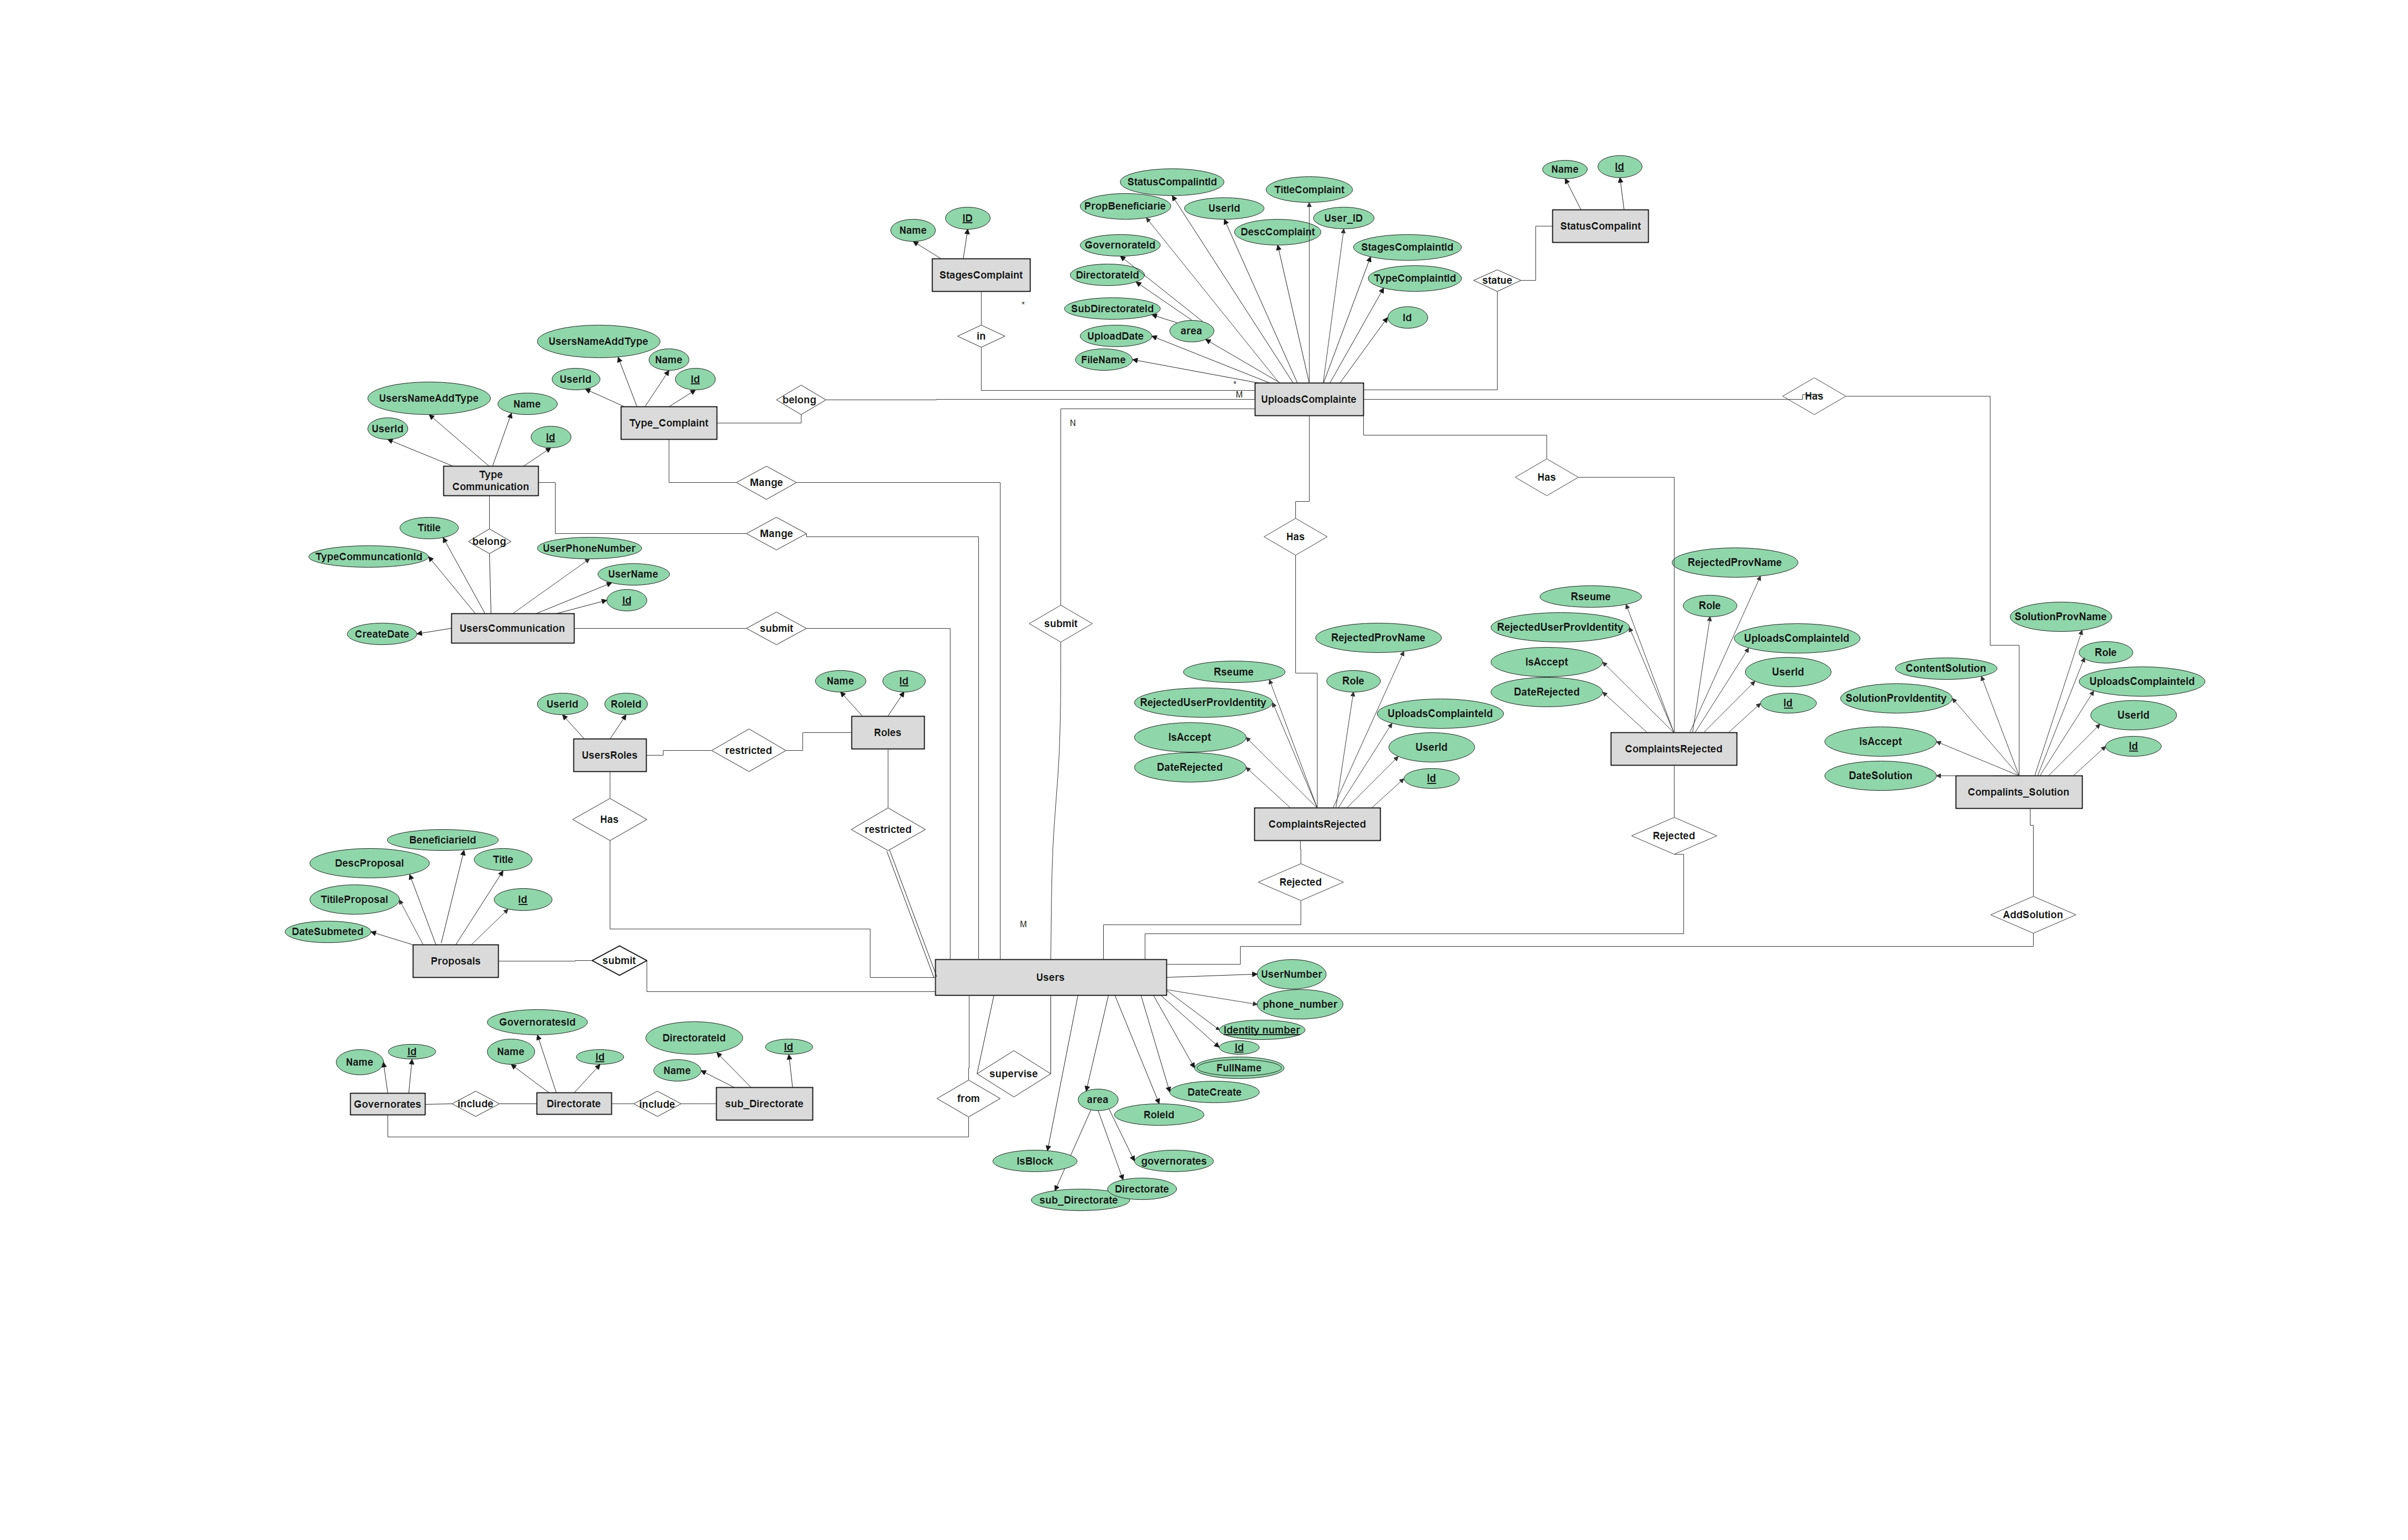 Name
Id
StatusCompalint
statue
StatusCompalintId
TitleComplaint
PropBeneficiarie
UserId
User_ID
DescComplaint
GovernorateId
StagesComplaintId
DirectorateId
TypeComplaintId
SubDirectorateId
Id
area
UploadDate
FileName
UploadsComplainte
Name
ID
StagesComplaint
*
in
*
M
N
UsersNameAddType
Name
UserId
Id
Type_Complaint
belong
Has
UsersNameAddType
Name
UserId
Id
Type
Communication
Mange
Mange
Has
Has
Titile
belong
TypeCommuncationId
UserPhoneNumber
UserName
Id
UsersCommunication
CreateDate
submit
submit
RejectedProvName
Rseume
Role
RejectedUserProvIdentity
UploadsComplainteId
IsAccept
UserId
DateRejected
Id
ComplaintsRejected
Rejected
SolutionProvName
Role
ContentSolution
UploadsComplainteId
SolutionProvIdentity
UserId
IsAccept
Id
DateSolution
Compalints_Solution
AddSolution
RejectedProvName
Rseume
Role
RejectedUserProvIdentity
UploadsComplainteId
IsAccept
UserId
DateRejected
Id
ComplaintsRejected
Rejected
Name
Id
Roles
UserId
RoleId
UsersRoles
restricted
Has
restricted
BeneficiarieId
DescProposal
Title
TitileProposal
Id
DateSubmeted
Proposals
submit
M
Users
UserNumber
phone_number
Identity number
Id
FullName
DateCreate
RoleId
area
governorates
Directorate
sub_Directorate
IsBlock
supervise
from
GovernoratesId
Name
Id
Name
Id
DirectorateId
Name
Id
Governorates
include
Directorate
include
sub_Directorate